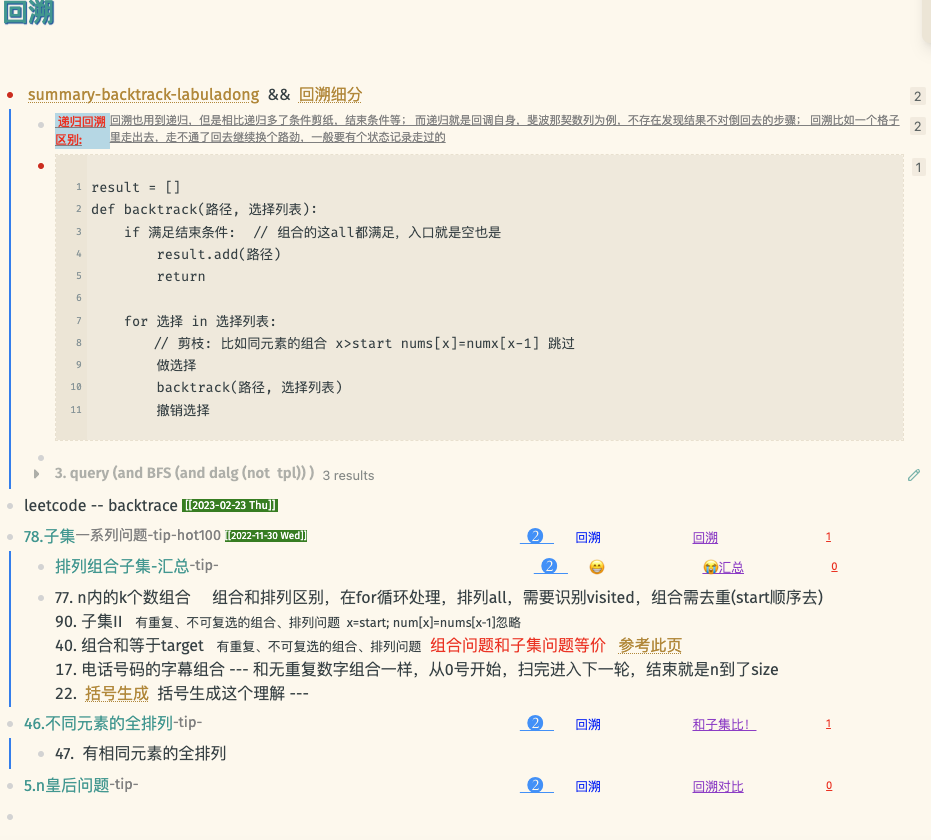 回溯
summary-backtrack-labuladong && 回溯细分
2
递归回溯区别: 回溯也用到递归，但是相比递归多了条件剪纸，结束条件等； 而递归就是回调自身，斐波那契数列为例，不存在发现结果不对倒回去的步骤； 回溯比如一个格子
里走出去，走不通了回去继续换个路劲，一般要有个状态记录走过的
2
1
1 result = []
2 def backtrack(路径, 选择列表):
3 if 满足结束条件: // 组合的这all都满足，入口就是空也是
4 result.add(路径)
5 return
6
7 for 选择 in 选择列表:
8 // 剪枝: 比如同元素的组合 x>start nums[x]=numx[x-1] 跳过
9 做选择
10 backtrack(路径, 选择列表)
11 撤销选择
3. query (and BFS (and dalg (not tpl)) ) 3 results
leetcode -- backtrace [[2023-02-23 Thu]]
78.子集一系列问题-tip-hot100 [[2022-11-30 Wed]] 2 回溯 回溯 1
排列组合子集-汇总-tip- 2 😁 😭汇总 0
77. n内的k个数组合 组合和排列区别，在for循环处理，排列all，需要识别visited，组合需去重(start顺序去)
90. 子集II 有重复、不可复选的组合、排列问题 x=start; num[x]=nums[x-1]忽略
40. 组合和等于target 有重复、不可复选的组合、排列问题 组合问题和子集问题等价 参考此页
17. 电话号码的字幕组合 --- 和无重复数字组合一样，从0号开始，扫完进入下一轮，结束就是n到了size
22. 括号生成 括号生成这个理解 ---
46.不同元素的全排列-tip- 2 回溯 和子集比！ 1
47. 有相同元素的全排列
5.n皇后问题-tip- 2 回溯 回溯对比 0